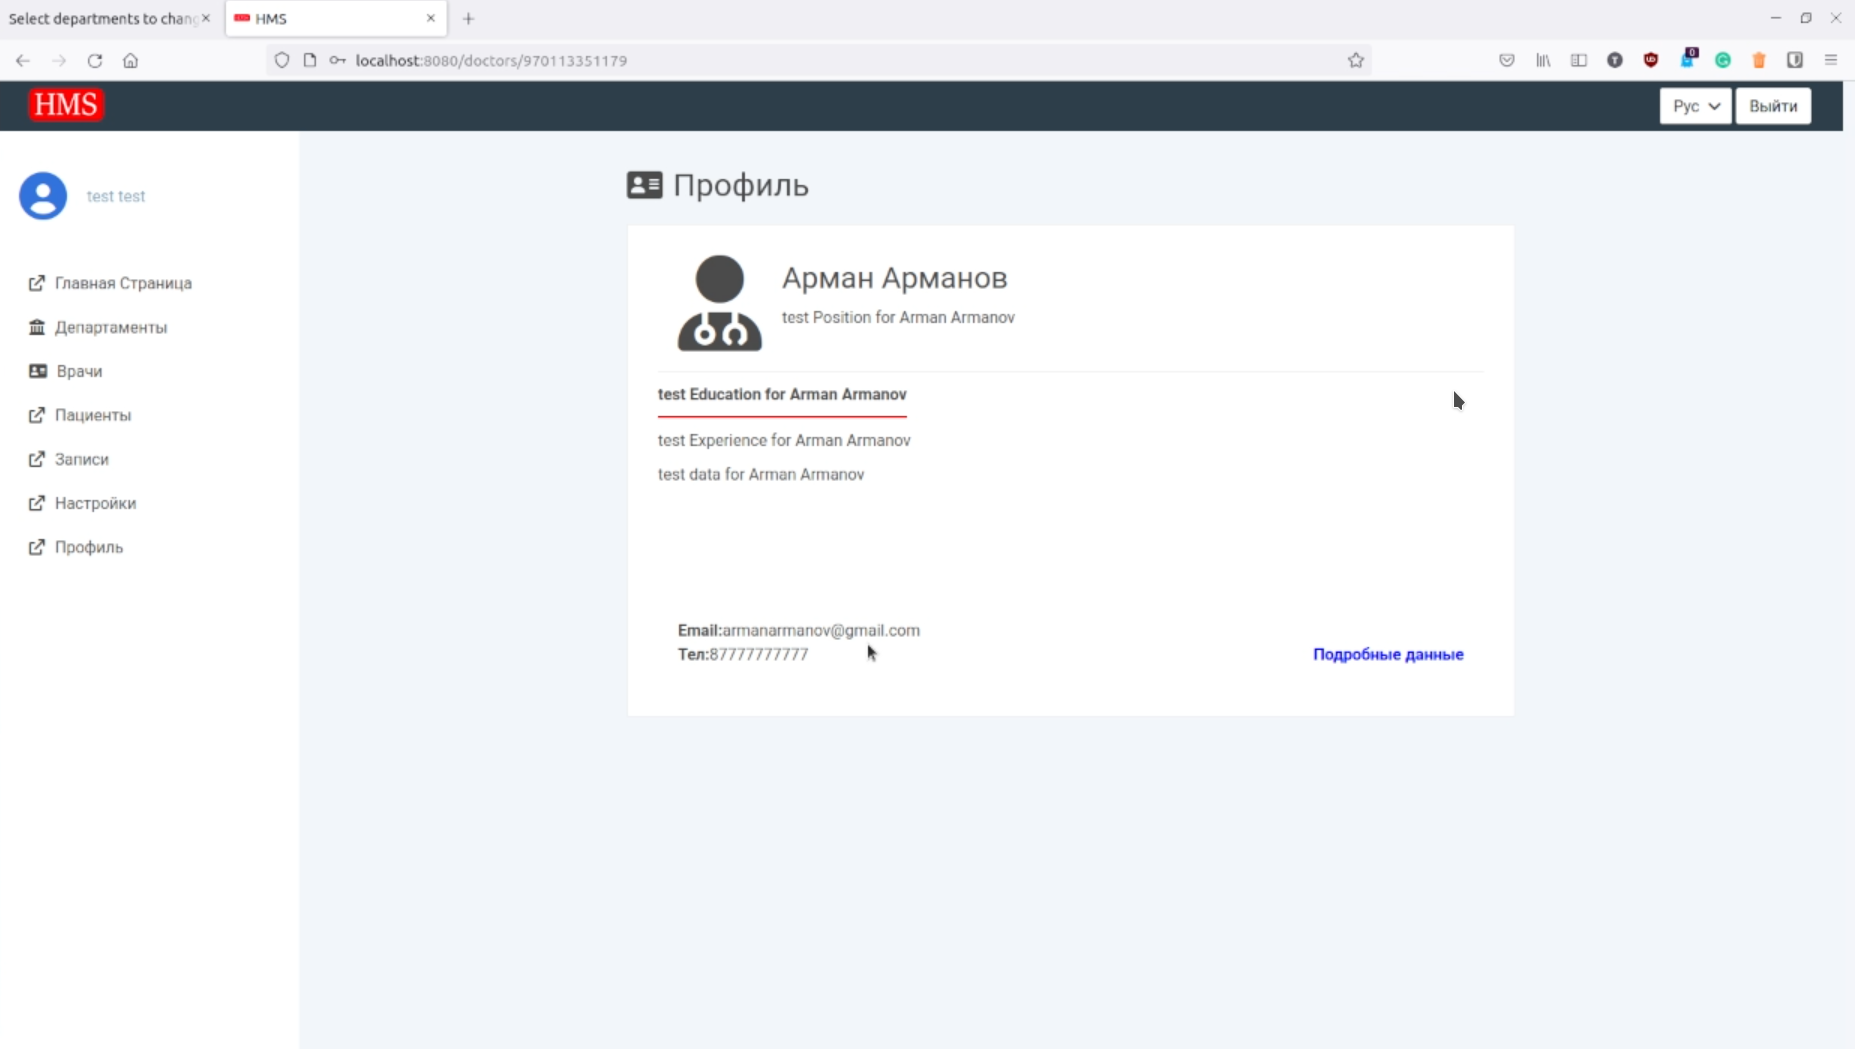 Select departments to chang
HMS
localhost:8080/doctors/970113351179
0
HMS
Рус
Выйти
test test
Главная Страница
Департаменты
Врачи
Пациенты
Записи
Настройки
Профиль
Профиль
Арман Арманов
test Position for Arman Armanov
test Education for Arman Armanov
test Experience for Arman Armanov
test data for Arman Armanov
Email:armanarmanov@gmail.com
Тел:87777777777
Подробные данные